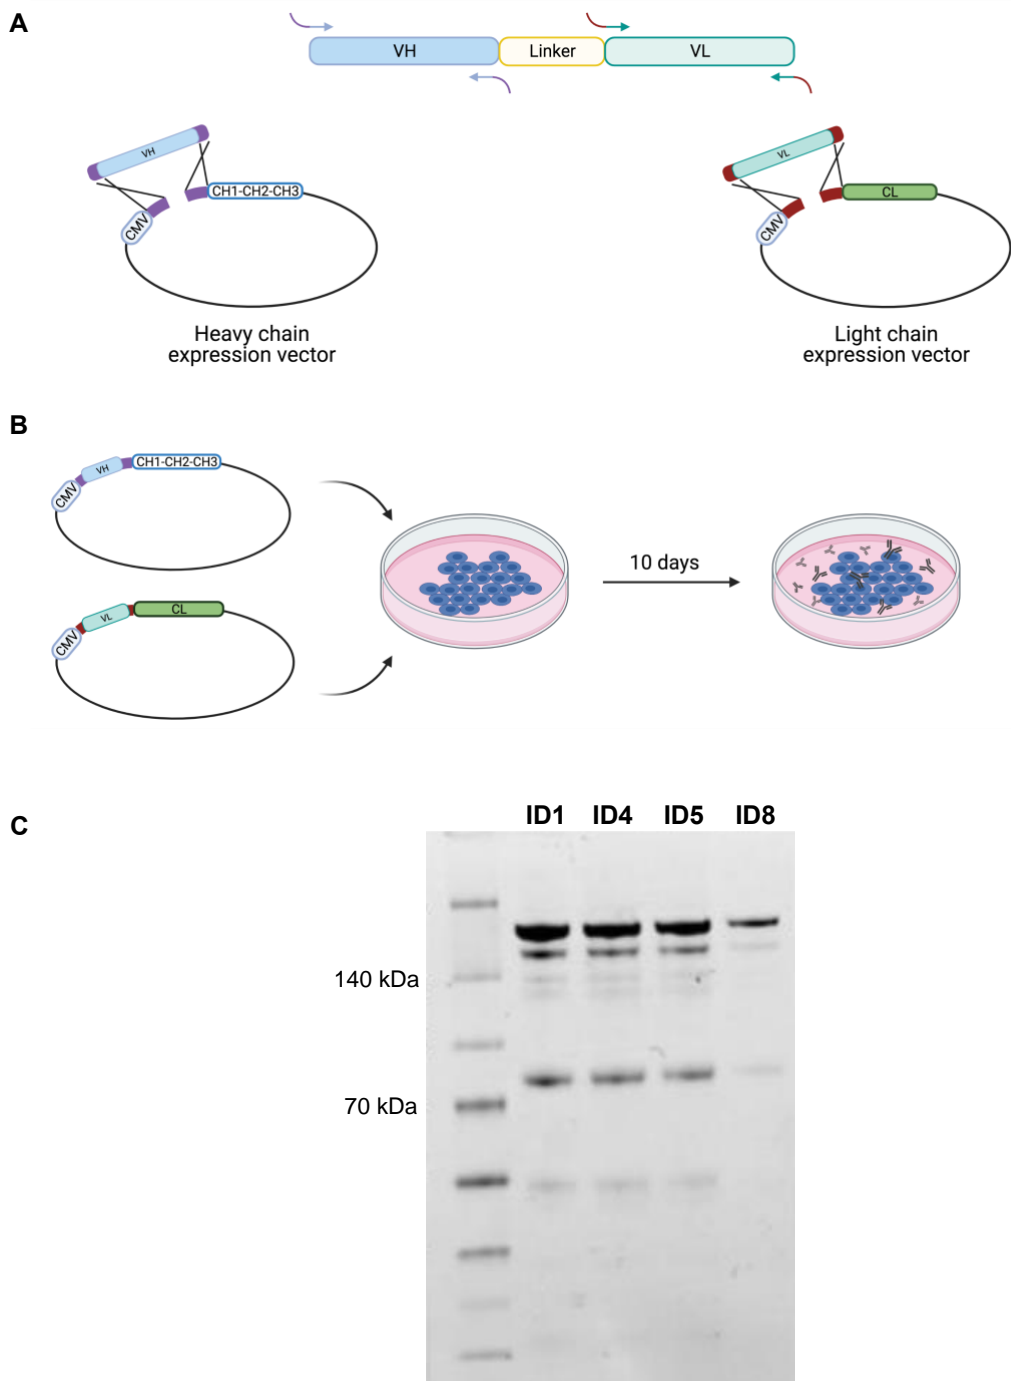 A
VH
Linker
VL
VH
CMV
CH1-CH2-CH3
VL
CMV
CL
Heavy chain
expression vector
Light chain
expression vector
B
CMV
VH
CH1-CH2-CH3
CMV
VL
CL
10 days
C
ID1 ID4 ID5 ID8
140 kDa
70 kDa